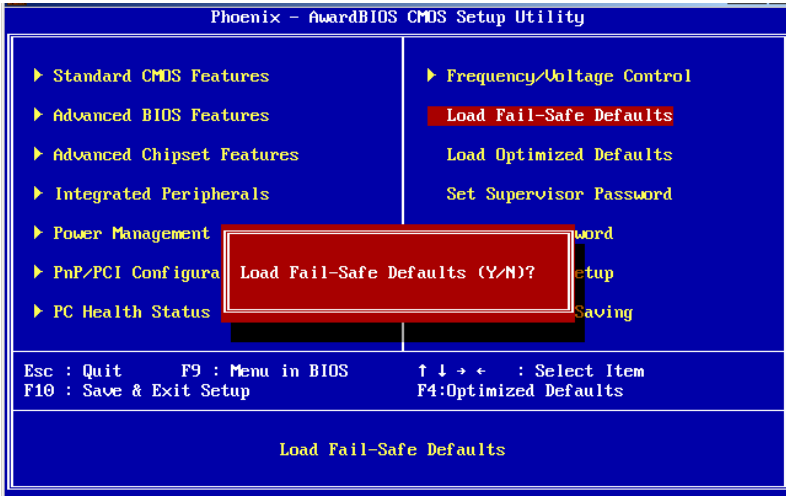 Phoenix - AwardBIOS CMOS Setup Utility
Standard CMOS Features
Advanced BIOS Features
Advanced Chipset Features
Integrated Peripherals
Power Management
PnP/PCI Configura
PC Health Status
Frequency/Voltage Control
Load Fail-Safe Defaults
Load Optimized Defaults
Set Supervisor Password
word
etup
Saving
Load Fail-Safe Defaults (Y/N)?
Esc : Quit F9 : Menu in BIOS ↑ ↓ → ← : Select Item
F10 : Save & Exit Setup F4:Optimized Defaults
Load Fail-Safe Defaults